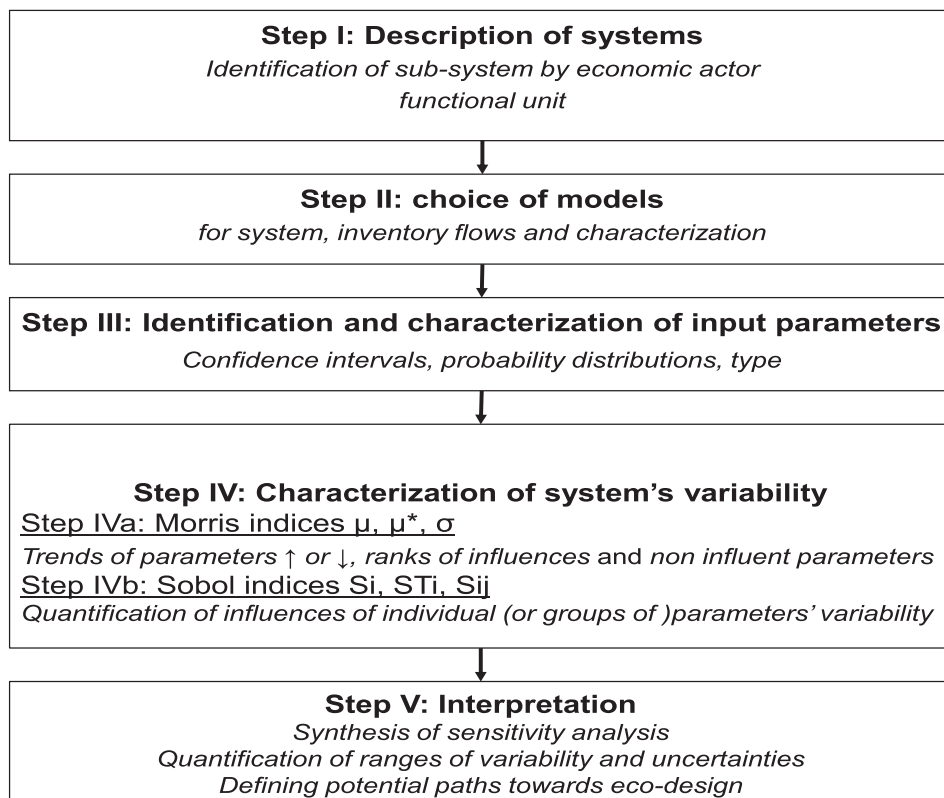 Step I: Description of systems
Identification of sub-system by economic actor
functional unit
Step II: choice of models
for system, inventory flows and characterization
Step III: Identification and characterization of input parameters
Confidence intervals, probability distributions, type
Step IV: Characterization of system’s variability
Step IVa: Morris indices μ, μ*, σ
Trends of parameters ↑ or ↓, ranks of influences and non influent parameters
Step IVb: Sobol indices Si, STi, Sij
Quantification of influences of individual (or groups of )parameters’ variability
Step V: Interpretation
Synthesis of sensitivity analysis
Quantification of ranges of variability and uncertainties
Defining potential paths towards eco-design